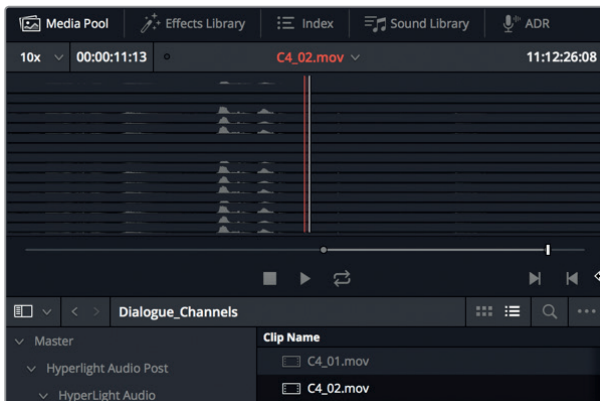 Media Pool Effects Library Index Sound Library ADR
10x 00:00:11:13 C4_02.mov 11:12:26:08
Dialogue_Channels
Master Clip Name
Hyperlight Audio Post C4_01.mov
HyperLight Audio C4_02.mov